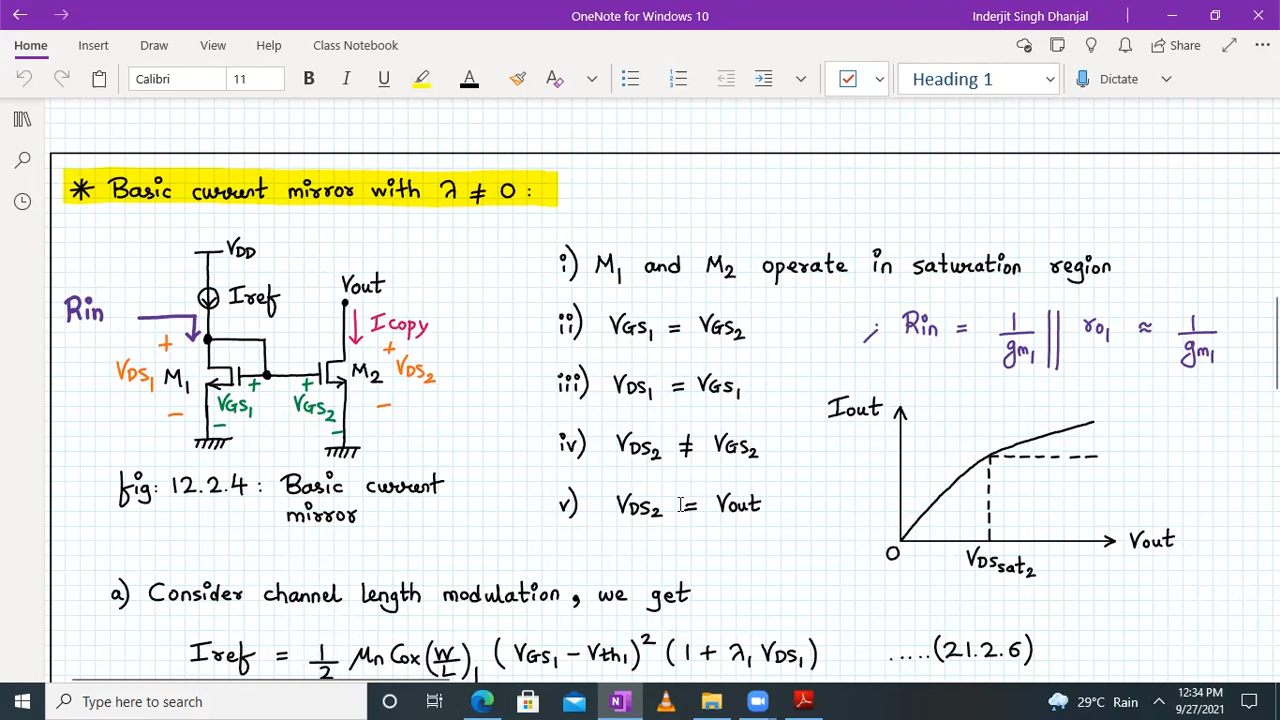 OneNote for Windows 10
Inderjit Singh Dhanjal
Home Insert Draw View Help Class Notebook Share
Calibri 11 B I U A Heading 1 Dictate
* Basic current mirror with λ ≠ 0 :
VDD
Iref
Vout
Rin
Icopy
+ VDS1 -
M1
+ VGS1 -
+ VGS2 -
M2
+ VDS2 -
fig: 12.2.4 : Basic current
mirror
i) M1 and M2 operate in saturation region
ii) VGS1 = VGS2
; Rin = 1/gm1 || ro1 ≈ 1/gm1
iii) VDS1 = VGS1
iv) VDS2 ≠ VGS2
v) VDS2 = Vout
Iout
O
VDSsat2
Vout
a) Consider channel length modulation, we get
Iref = 1/2 μn Cox (W/L)1 (VGS1 - Vth1)^2 (1 + λ1 VDS1) .....(21.2.6)
Type here to search
29°C Rain
12:34 PM
9/27/2021